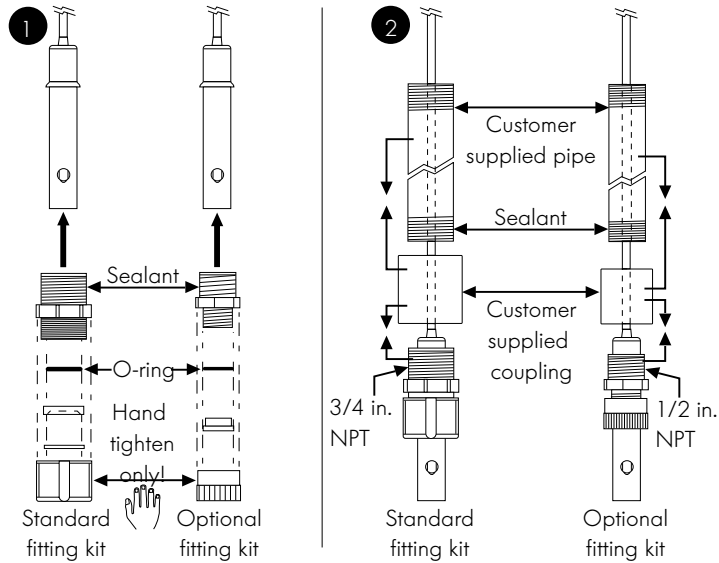 1
Sealant
O-ring
Hand
tighten
only!
Standard
fitting kit
Optional
fitting kit
2
Customer
supplied pipe
Sealant
Customer
supplied
coupling
3/4 in.
NPT
1/2 in.
NPT
Standard
fitting kit
Optional
fitting kit